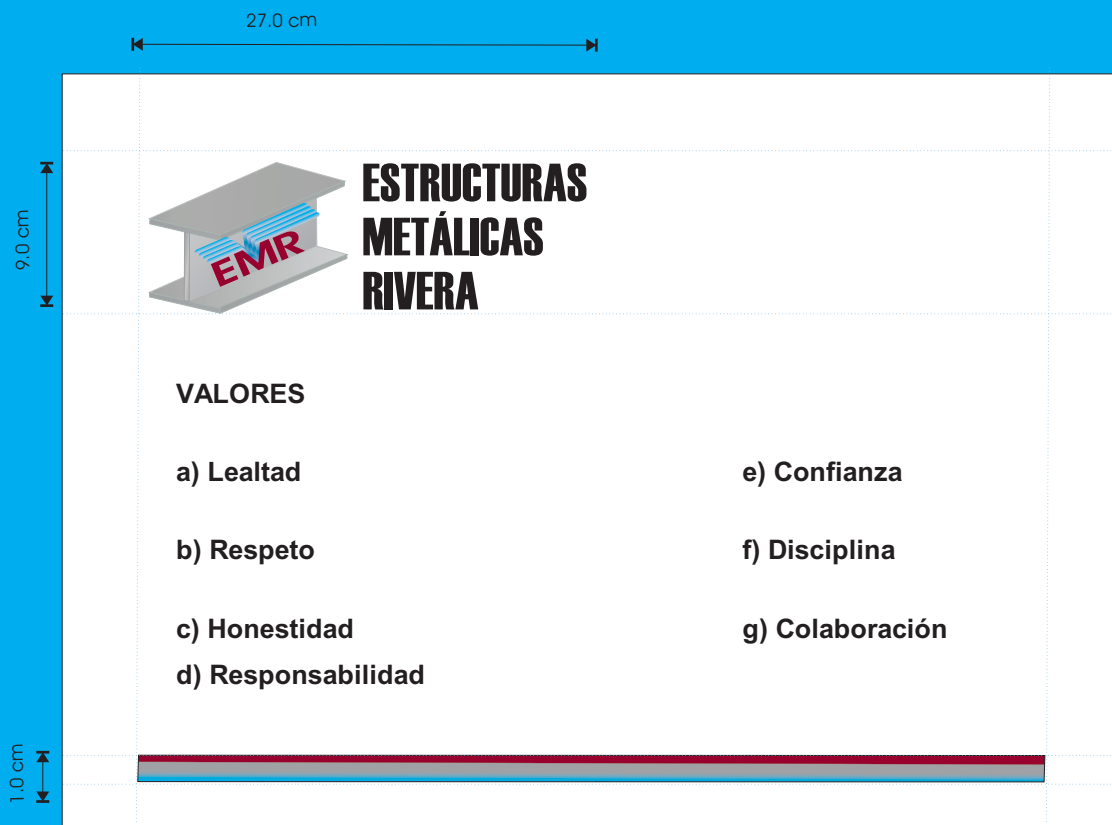 27.0 cm
9.0 cm
EMR
ESTRUCTURAS
METÁLICAS
RIVERA
VALORES
a) Lealtad
b) Respeto
c) Honestidad
d) Responsabilidad
e) Confianza
f) Disciplina
g) Colaboración
1.0 cm